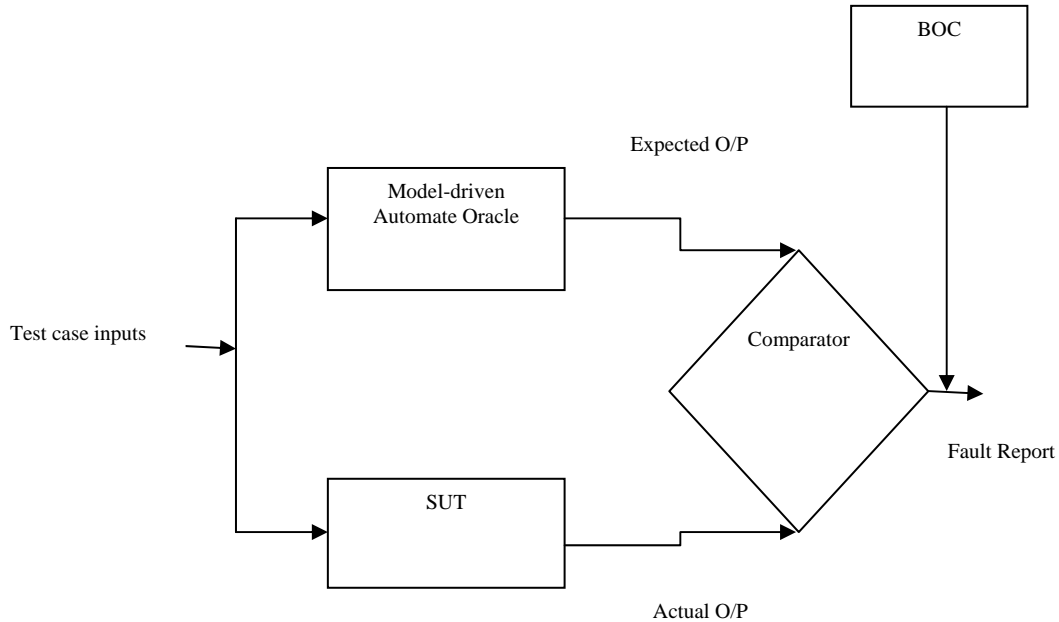 BOC
Expected O/P
Model-driven
Automate Oracle
Test case inputs
Comparator
Fault Report
SUT
Actual O/P